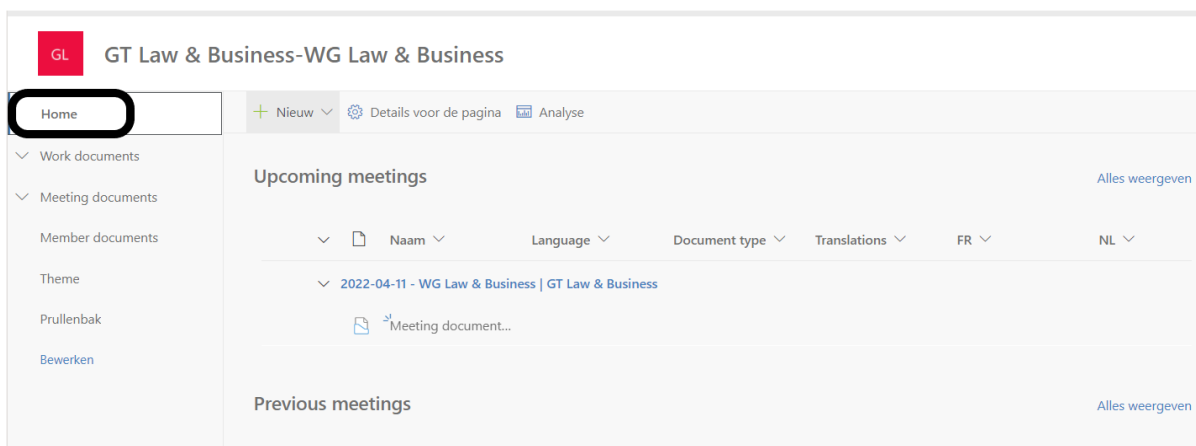 GL GT Law & Business-WG Law & Business
Home
Nieuw Details voor de pagina Analyse
Work documents
Meeting documents
Member documents
Theme
Prullenbak
Bewerken
Upcoming meetings Alles weergeven
Naam Language Document type Translations FR NL
2022-04-11 - WG Law & Business | GT Law & Business
Meeting document...
Previous meetings Alles weergeven